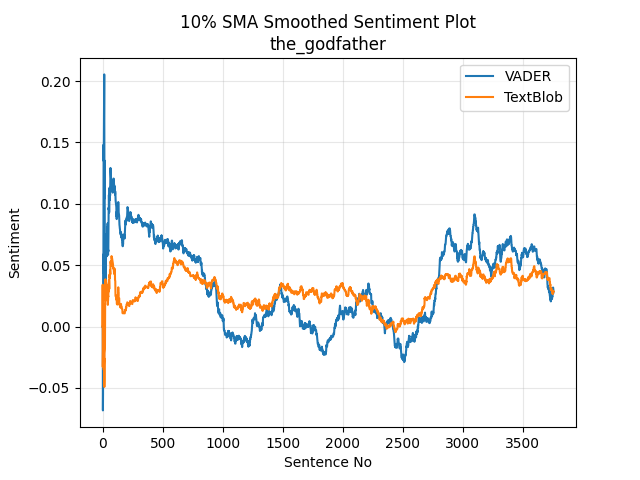 10% SMA Smoothed Sentiment Plot
the_godfather
VADER
TextBlob
0.20
0.15
0.10
0.05
0.00
−0.05
Sentiment
0 500 1000 1500 2000 2500 3000 3500
Sentence No